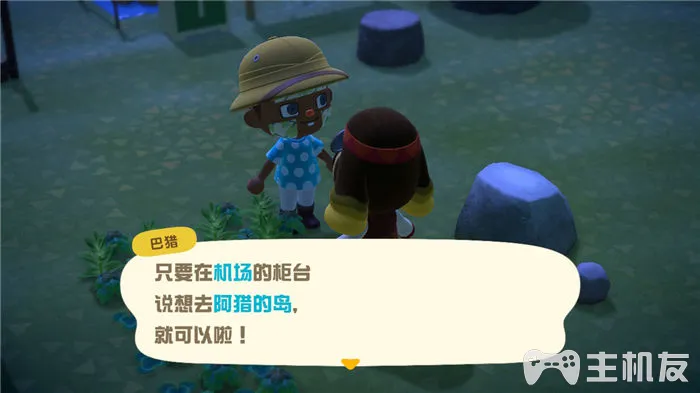 巴猎
只要在机场的柜台
说想去阿猎的岛,
就可以啦！
主机友